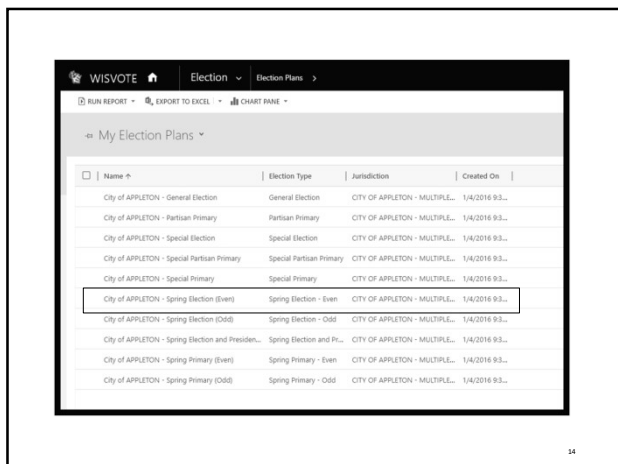 WISVOTE Election Election Plans >
RUN REPORT EXPORT TO EXCEL CHART PANE
My Election Plans
Name ↑ Election Type Jurisdiction Created On
City of APPLETON - General Election General Election CITY OF APPLETON - MULTIPLE... 1/4/2016 9:3...
City of APPLETON - Partisan Primary Partisan Primary CITY OF APPLETON - MULTIPLE... 1/4/2016 9:3...
City of APPLETON - Special Election Special Election CITY OF APPLETON - MULTIPLE... 1/4/2016 9:3...
City of APPLETON - Special Partisan Primary Special Partisan Primary CITY OF APPLETON - MULTIPLE... 1/4/2016 9:3...
City of APPLETON - Special Primary Special Primary CITY OF APPLETON - MULTIPLE... 1/4/2016 9:3...
City of APPLETON - Spring Election (Even) Spring Election - Even CITY OF APPLETON - MULTIPLE... 1/4/2016 9:3...
City of APPLETON - Spring Election (Odd) Spring Election - Odd CITY OF APPLETON - MULTIPLE... 1/4/2016 9:3...
City of APPLETON - Spring Election and Presiden... Spring Election and Pr... CITY OF APPLETON - MULTIPLE... 1/4/2016 9:3...
City of APPLETON - Spring Primary (Even) Spring Primary - Even CITY OF APPLETON - MULTIPLE... 1/4/2016 9:3...
City of APPLETON - Spring Primary (Odd) Spring Primary - Odd CITY OF APPLETON - MULTIPLE... 1/4/2016 9:3...
14